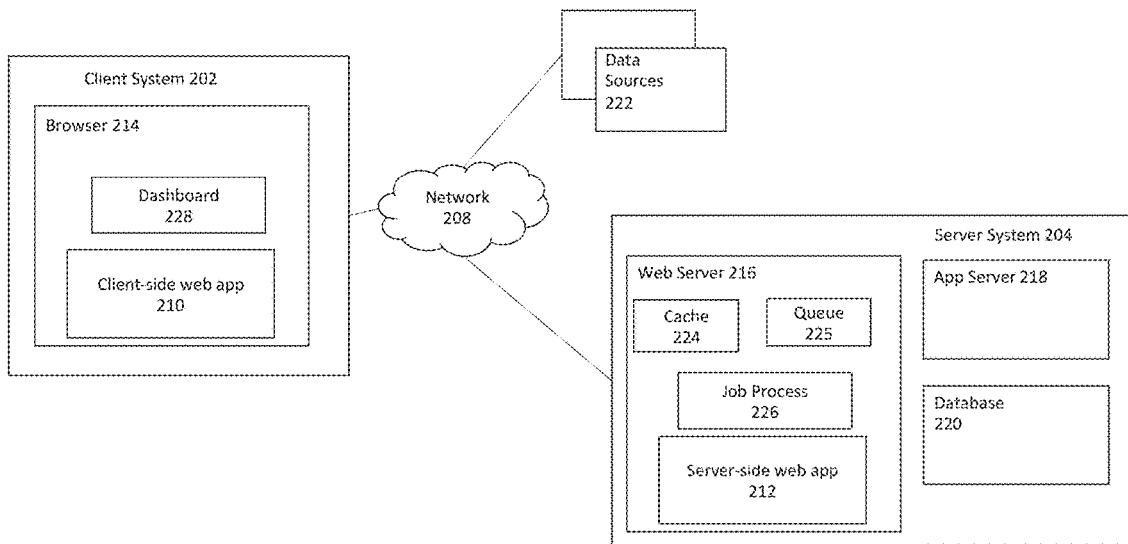 Client System 202
Browser 214
Dashboard
228
Client-side web app
210
Network
208
Data
Sources
222
Server System 204
Web Server 216
Cache
224
Queue
225
Job Process
226
Server-side web app
212
App Server 218
Database
220